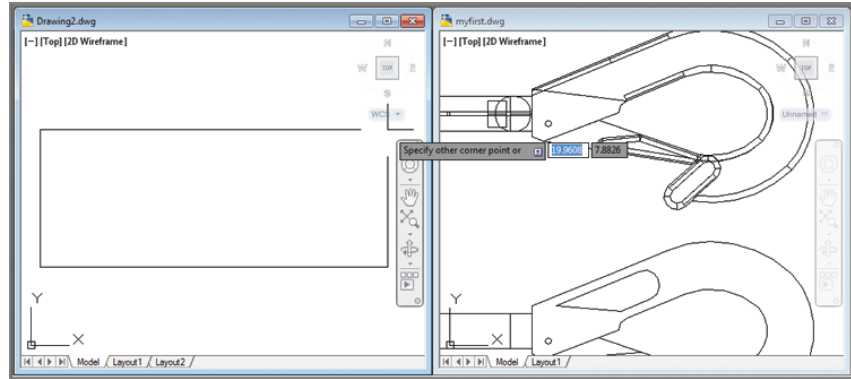 Drawing2.dwg
[−] [Top] [2D Wireframe]
N
W TOP E
S
WCS
Specify other corner point or 19.9608 7.8826
Y
X
Model Layout1 Layout2
myfirst.dwg
[−] [Top] [2D Wireframe]
N
W TOP E
S
Unnamed
Y
X
Model Layout1